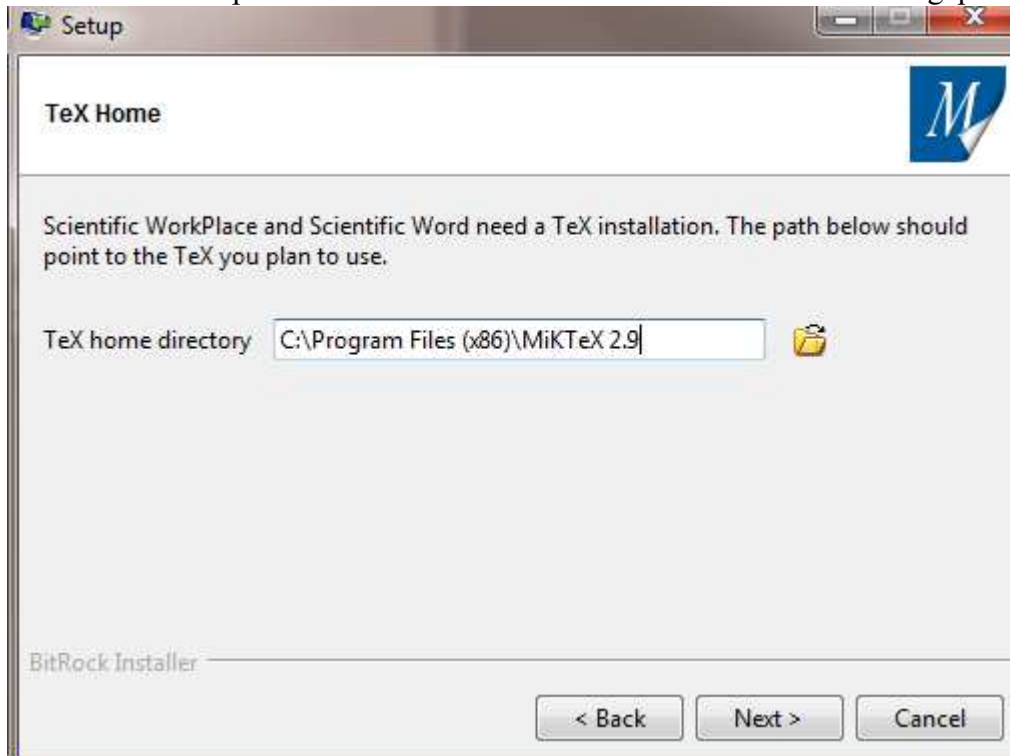 Setup
TeX Home
M
Scientific WorkPlace and Scientific Word need a TeX installation. The path below should
point to the TeX you plan to use.
TeX home directory C:\Program Files (x86)\MiKTeX 2.9
BitRock Installer
< Back Next > Cancel